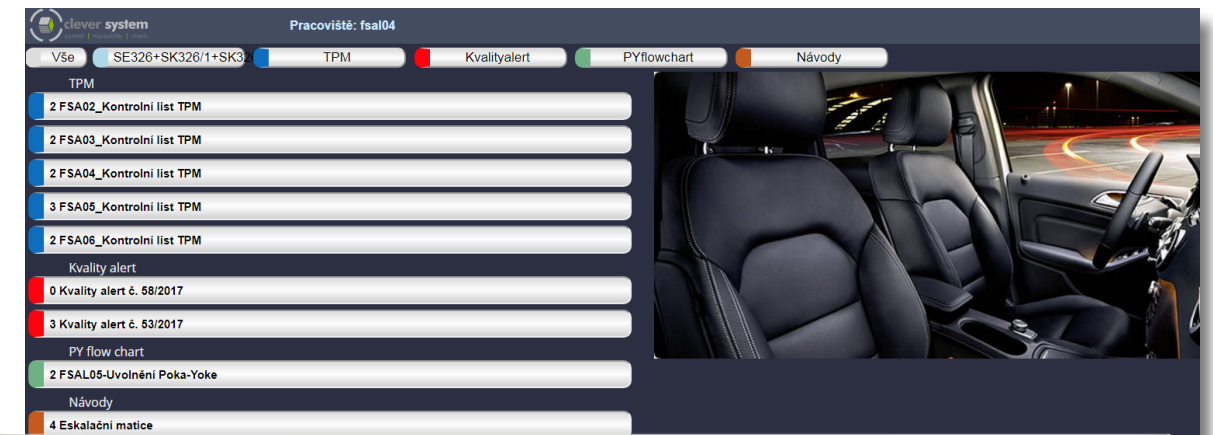 clever system
control | traceability | check
Pracoviště: fsal04
Vše
SE326+SK326/1+SK32
TPM
Kvalityalert
PYflowchart
Návody
TPM
2 FSA02_Kontrolní list TPM
2 FSA03_Kontrolní list TPM
2 FSA04_Kontrolní list TPM
3 FSA05_Kontrolní list TPM
2 FSA06_Kontrolní list TPM
Kvality alert
0 Kvality alert č. 58/2017
3 Kvality alert č. 53/2017
PY flow chart
2 FSAL05-Uvolnění Poka-Yoke
Návody
4 Eskalační matice